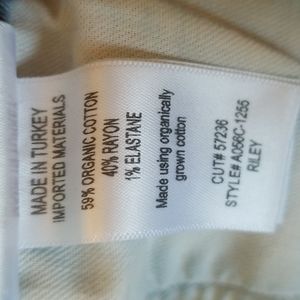 MADE IN TURKEY
IMPORTED MATERIALS
59% ORGANIC COTTON
40% RAYON
1% ELASTANE
Made using organically
grown cotton
CUT# 57236
STYLE# A056C-1255
RILEY